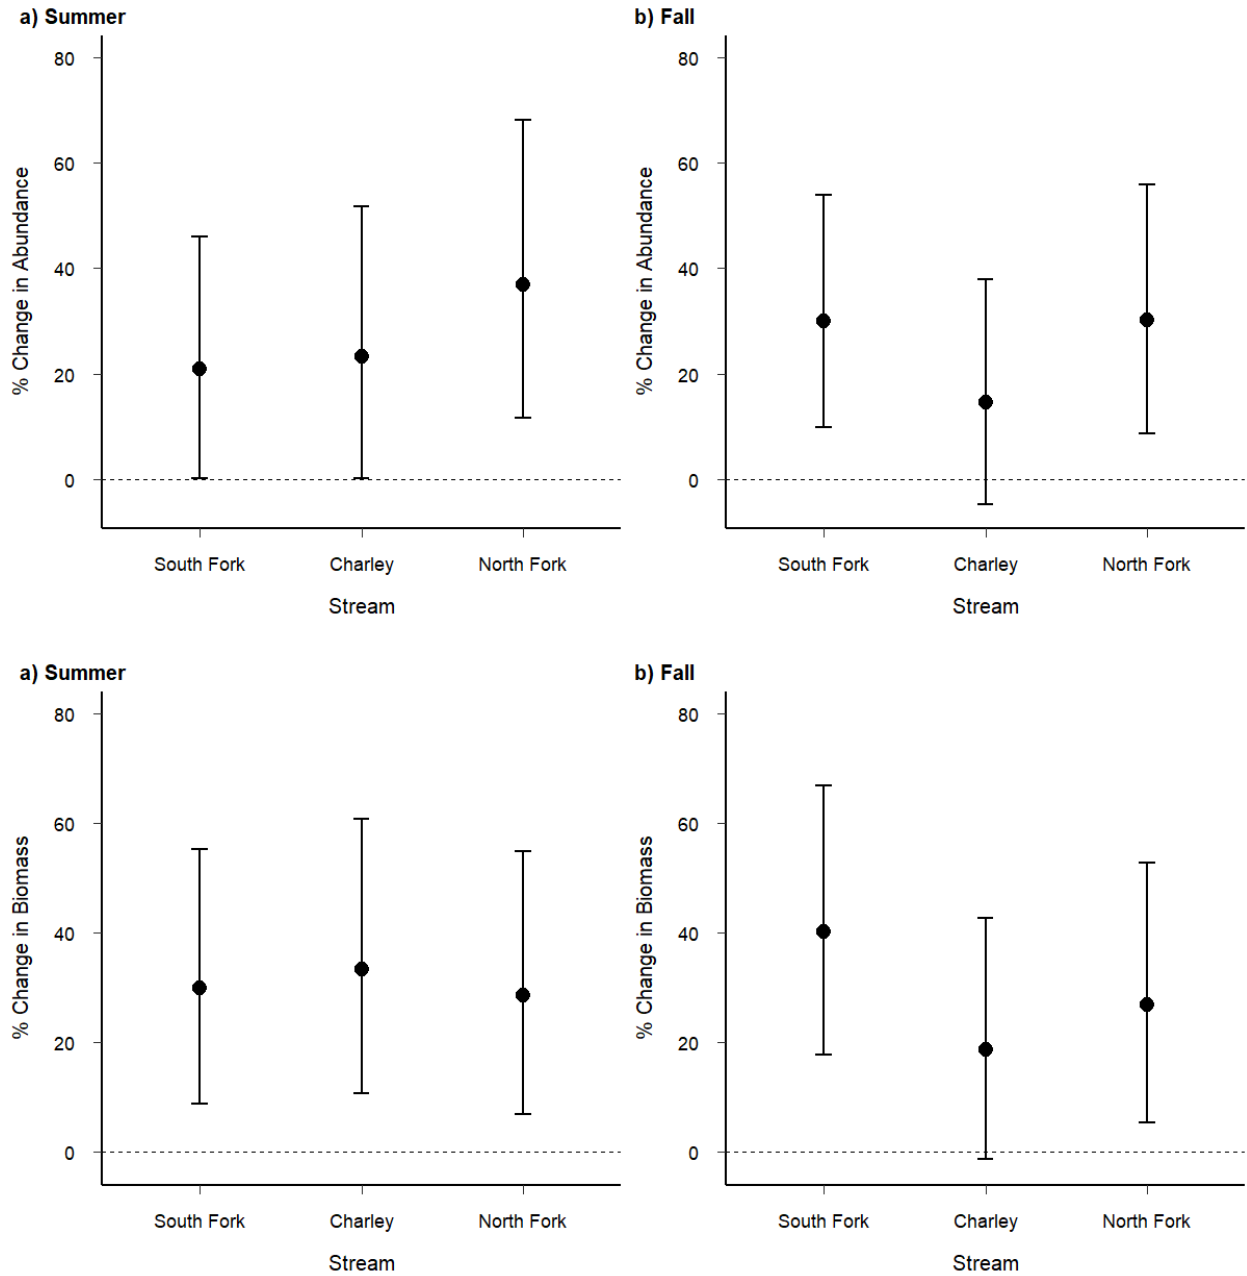 a) Summer
80
60
40
20
0
% Change in Abundance
South Fork Charley North Fork
Stream
b) Fall
80
60
40
20
0
% Change in Abundance
South Fork Charley North Fork
Stream
a) Summer
80
60
40
20
0
% Change in Biomass
South Fork Charley North Fork
Stream
b) Fall
80
60
40
20
0
% Change in Biomass
South Fork Charley North Fork
Stream